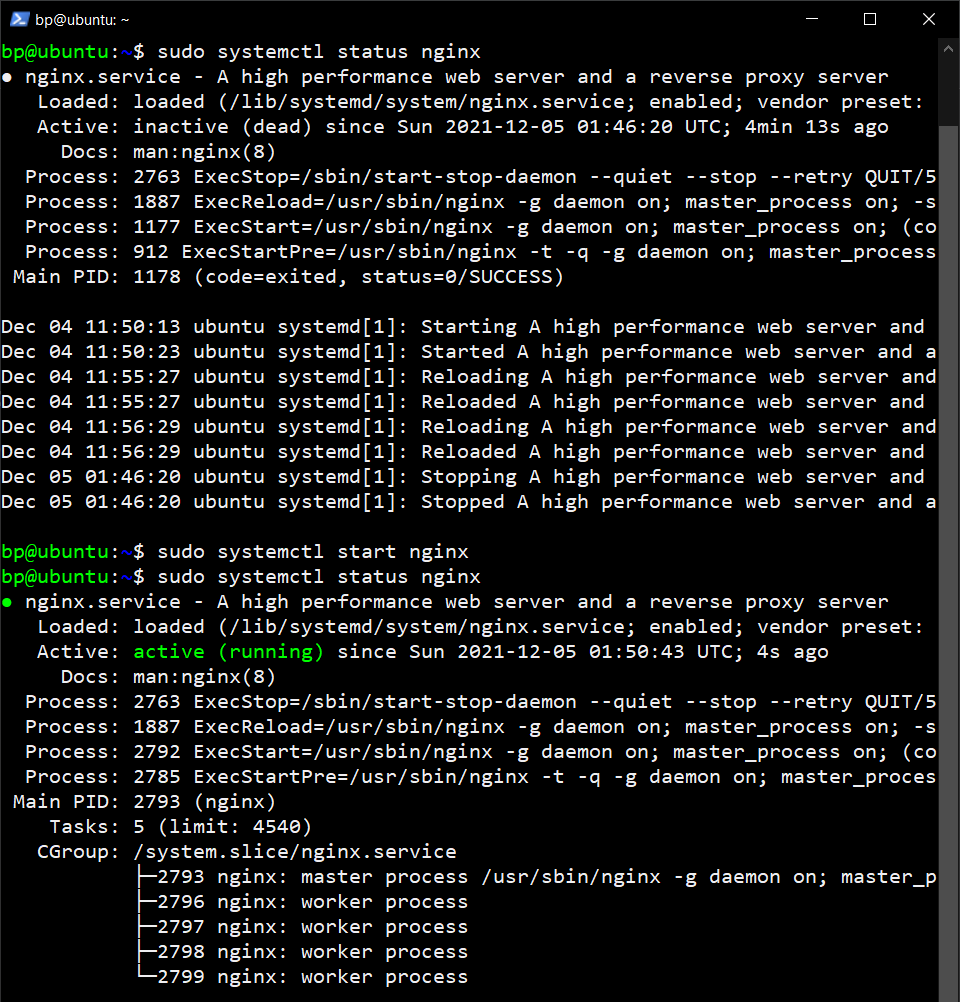 bp@ubuntu: ~
bp@ubuntu:~$ sudo systemctl status nginx
● nginx.service - A high performance web server and a reverse proxy server
   Loaded: loaded (/lib/systemd/system/nginx.service; enabled; vendor preset:
   Active: inactive (dead) since Sun 2021-12-05 01:46:20 UTC; 4min 13s ago
     Docs: man:nginx(8)
  Process: 2763 ExecStop=/sbin/start-stop-daemon --quiet --stop --retry QUIT/5
  Process: 1887 ExecReload=/usr/sbin/nginx -g daemon on; master_process on; -s
  Process: 1177 ExecStart=/usr/sbin/nginx -g daemon on; master_process on; (co
  Process: 912 ExecStartPre=/usr/sbin/nginx -t -q -g daemon on; master_process
 Main PID: 1178 (code=exited, status=0/SUCCESS)
Dec 04 11:50:13 ubuntu systemd[1]: Starting A high performance web server and
Dec 04 11:50:23 ubuntu systemd[1]: Started A high performance web server and a
Dec 04 11:55:27 ubuntu systemd[1]: Reloading A high performance web server and
Dec 04 11:55:27 ubuntu systemd[1]: Reloaded A high performance web server and
Dec 04 11:56:29 ubuntu systemd[1]: Reloading A high performance web server and
Dec 04 11:56:29 ubuntu systemd[1]: Reloaded A high performance web server and
Dec 05 01:46:20 ubuntu systemd[1]: Stopping A high performance web server and
Dec 05 01:46:20 ubuntu systemd[1]: Stopped A high performance web server and a
bp@ubuntu:~$ sudo systemctl start nginx
bp@ubuntu:~$ sudo systemctl status nginx
● nginx.service - A high performance web server and a reverse proxy server
   Loaded: loaded (/lib/systemd/system/nginx.service; enabled; vendor preset:
   Active: active (running) since Sun 2021-12-05 01:50:43 UTC; 4s ago
     Docs: man:nginx(8)
  Process: 2763 ExecStop=/sbin/start-stop-daemon --quiet --stop --retry QUIT/5
  Process: 1887 ExecReload=/usr/sbin/nginx -g daemon on; master_process on; -s
  Process: 2792 ExecStart=/usr/sbin/nginx -g daemon on; master_process on; (co
  Process: 2785 ExecStartPre=/usr/sbin/nginx -t -q -g daemon on; master_proces
 Main PID: 2793 (nginx)
    Tasks: 5 (limit: 4540)
   CGroup: /system.slice/nginx.service
           ├─2793 nginx: master process /usr/sbin/nginx -g daemon on; master_p
           ├─2796 nginx: worker process
           ├─2797 nginx: worker process
           ├─2798 nginx: worker process
           └─2799 nginx: worker process